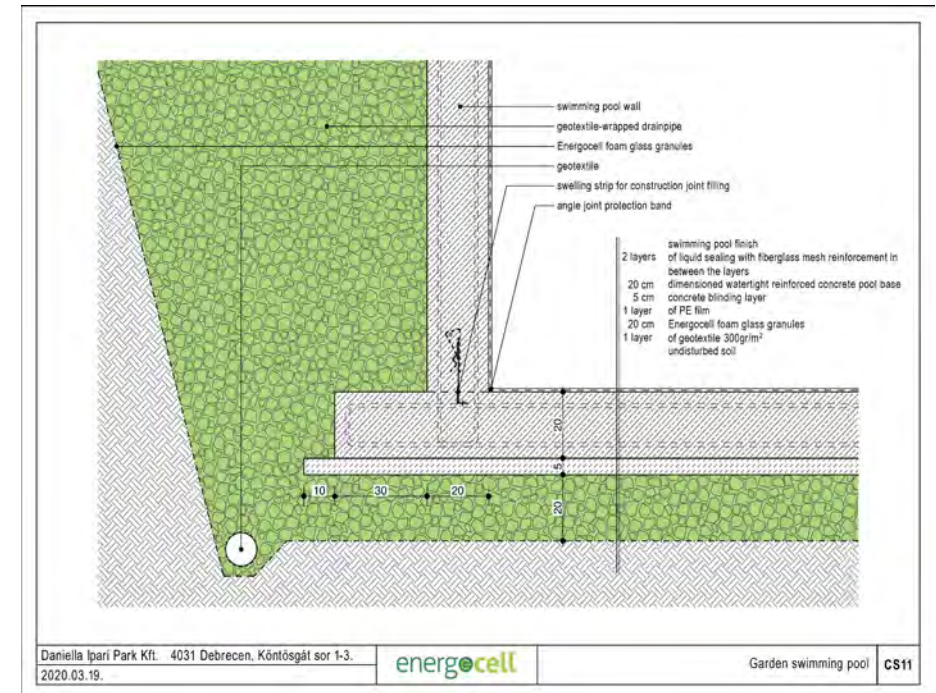 swimming pool wall
geotextile-wrapped drainpipe
Energocell foam glass granules
geotextile
swelling strip for construction joint filling
angle joint protection band
swimming pool finish
2 layers of liquid sealing with fiberglass mesh reinforcement in
between the layers
20 cm dimensioned watertight reinforced concrete pool base
5 cm concrete blinding layer
1 layer of PE film
20 cm Energocell foam glass granules
1 layer of geotextile 300gr/m²
undisturbed soil
20
5
10 30 20
20
Daniella Ipari Park Kft. 4031 Debrecen, Köntösgát sor 1-3.
2020.03.19.
energocell
Garden swimming pool CS11